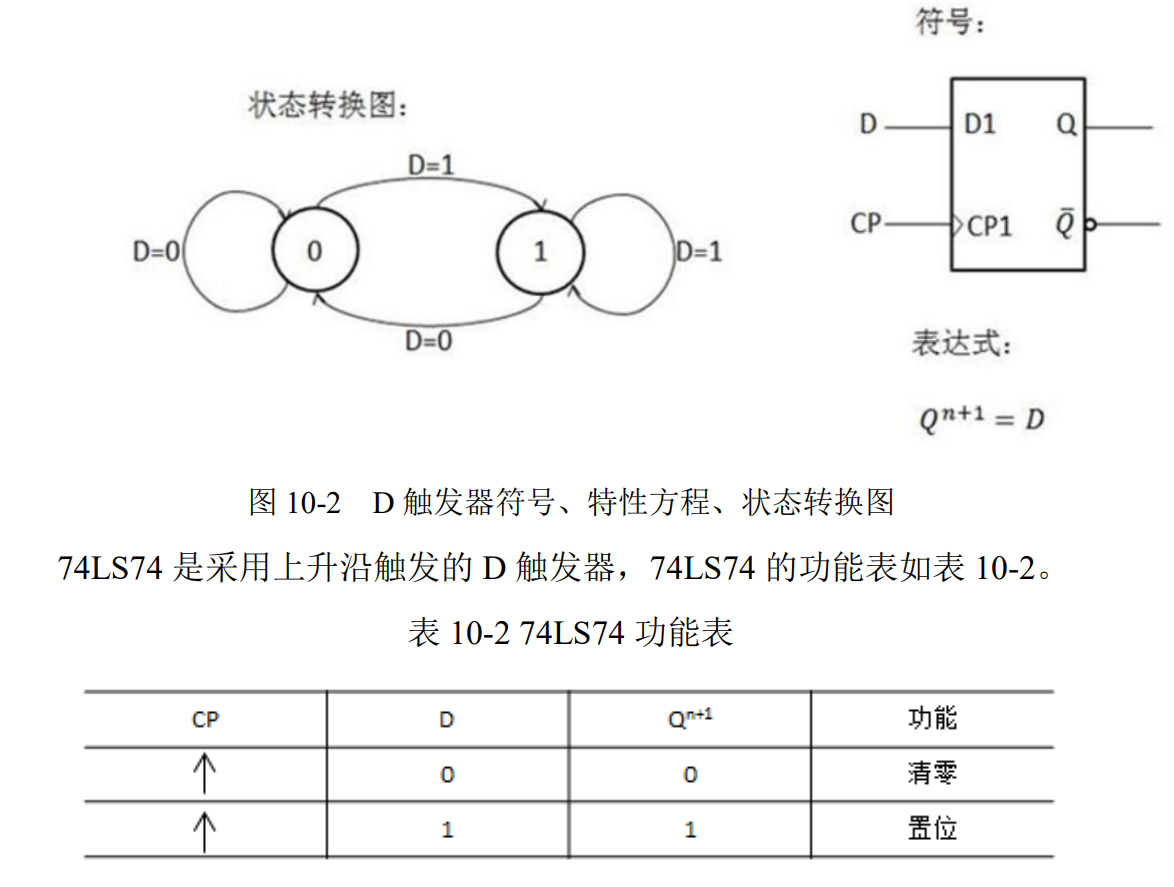 符号：
状态转换图：
D=1
D=0
0
1
D=1
D=0
D
D1
Q
CP
CP1
Q̅
表达式：
Qⁿ⁺¹ = D
图 10-2 D 触发器符号、特性方程、状态转换图
74LS74 是采用上升沿触发的 D 触发器，74LS74 的功能表如表 10-2。
表 10-2 74LS74 功能表
CP D Qⁿ⁺¹ 功能
↑ 0 0 清零
↑ 1 1 置位